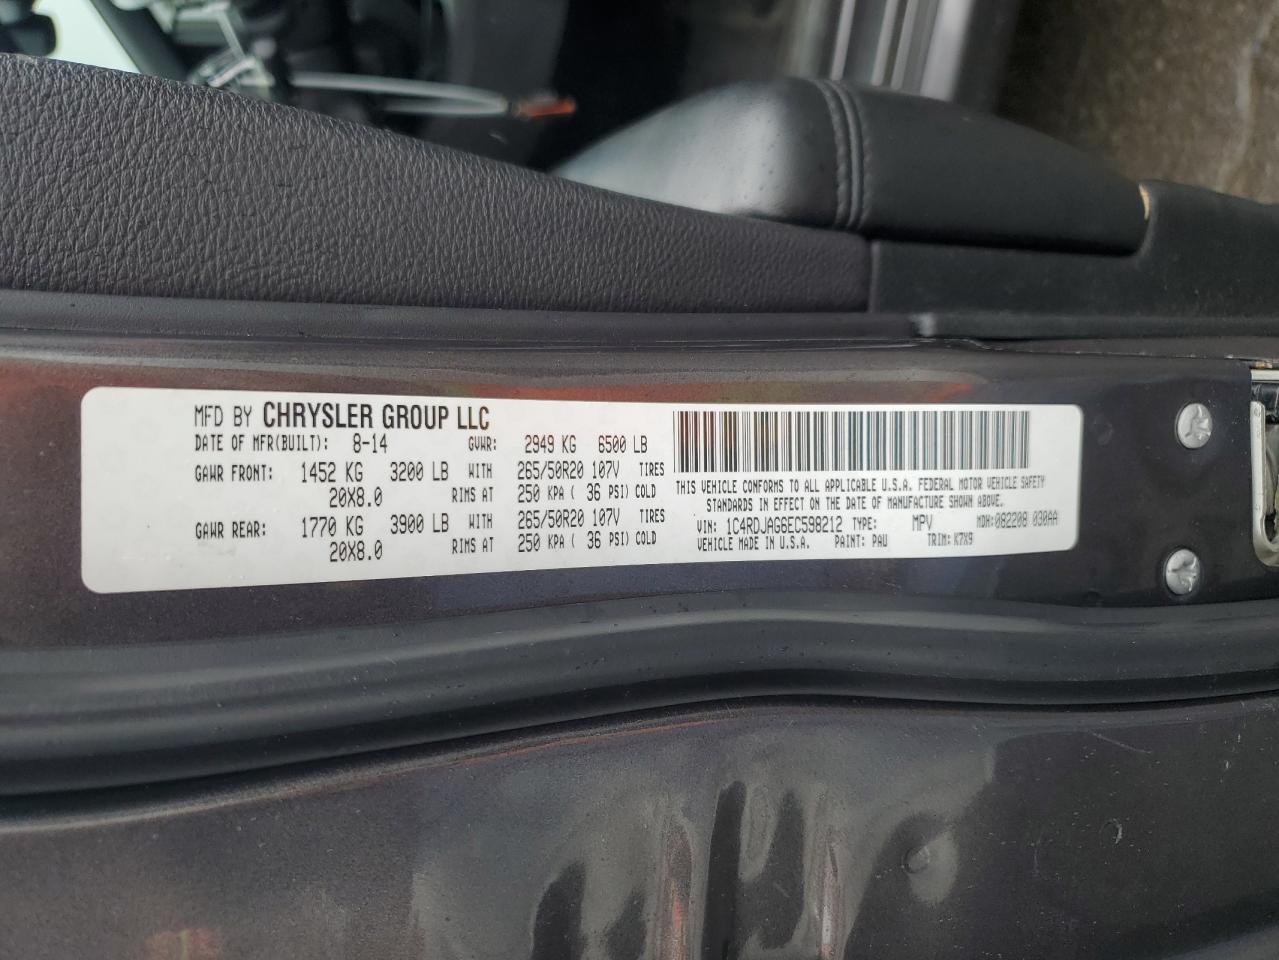 MFD BY CHRYSLER GROUP LLC
DATE OF MFR(BUILT): 8-14 GVWR: 2949 KG 6500 LB
GAWR FRONT: 1452 KG 3200 LB WITH 265/50R20 107V TIRES
20X8.0 RIMS AT 250 KPA ( 36 PSI) COLD
GAWR REAR: 1770 KG 3900 LB WITH 265/50R20 107V TIRES
20X8.0 RIMS AT 250 KPA ( 36 PSI) COLD
THIS VEHICLE CONFORMS TO ALL APPLICABLE U.S.A. FEDERAL MOTOR VEHICLE SAFETY
STANDARDS IN EFFECT ON THE DATE OF MANUFACTURE SHOWN ABOVE.
VIN: 1C4RDJAG6EC598212 TYPE: MPV MDH:082208 030AA
VEHICLE MADE IN U.S.A. PAINT: PAU TRIM: K7X9